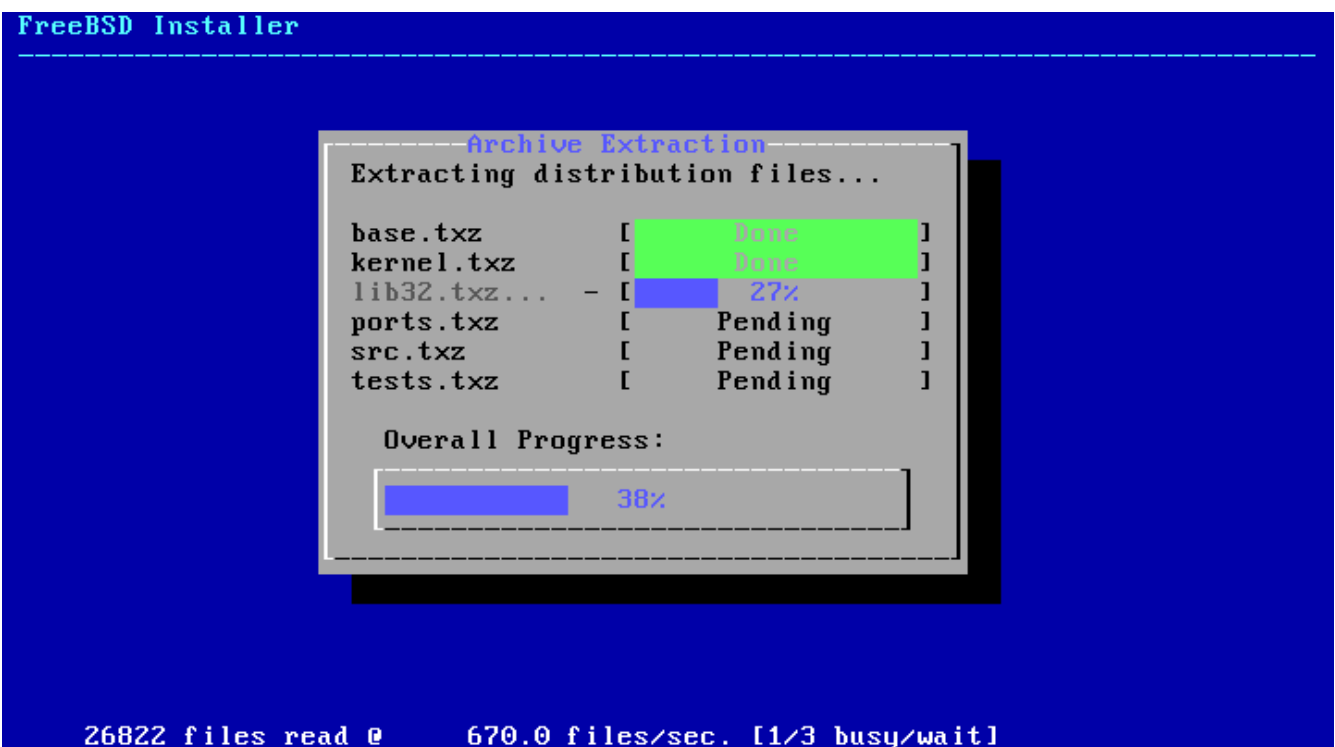 FreeBSD Installer
Archive Extraction
Extracting distribution files...
base.txz [ Done ]
kernel.txz [ Done ]
lib32.txz... - [ 27% ]
ports.txz [ Pending ]
src.txz [ Pending ]
tests.txz [ Pending ]
Overall Progress:
38%
26822 files read @ 670.0 files/sec. [1/3 busy/wait]